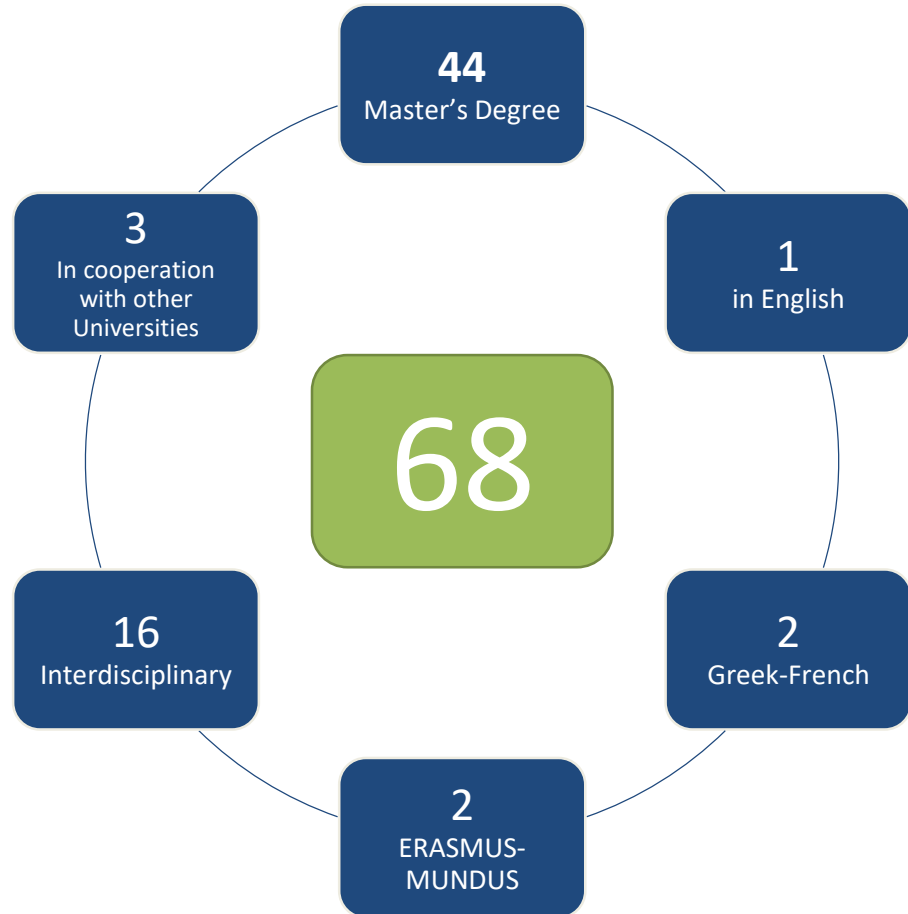 44
Master’s Degree
3
In cooperation
with other
Universities
1
in English
68
16
Interdisciplinary
2
Greek-French
2
ERASMUS-
MUNDUS